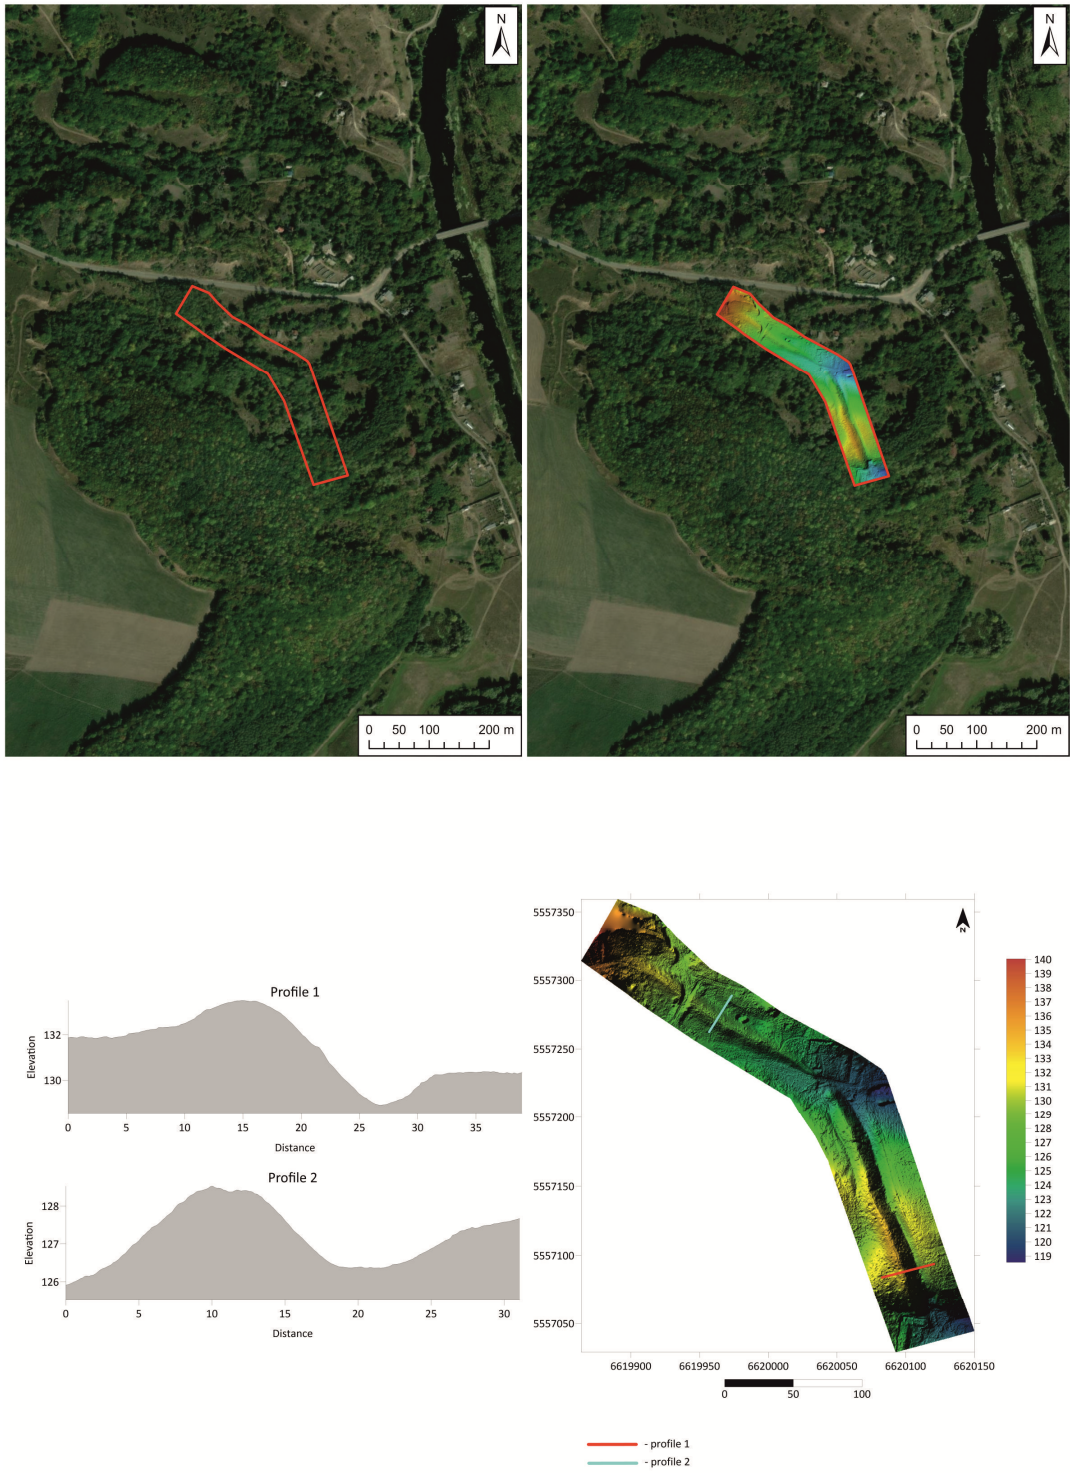 N
N
0 50 100 200 m
0 50 100 200 m
Profile 1
132
130
Elevation
0 5 10 15 20 25 30 35
Distance
Profile 2
128
127
126
Elevation
0 5 10 15 20 25 30
Distance
5557350
5557300
5557250
5557200
5557150
5557100
5557050
N
6619900 6619950 6620000 6620050 6620100 6620150
0 50 100
140
139
138
137
136
135
134
133
132
131
130
129
128
127
126
125
124
123
122
121
120
119
- profile 1
- profile 2